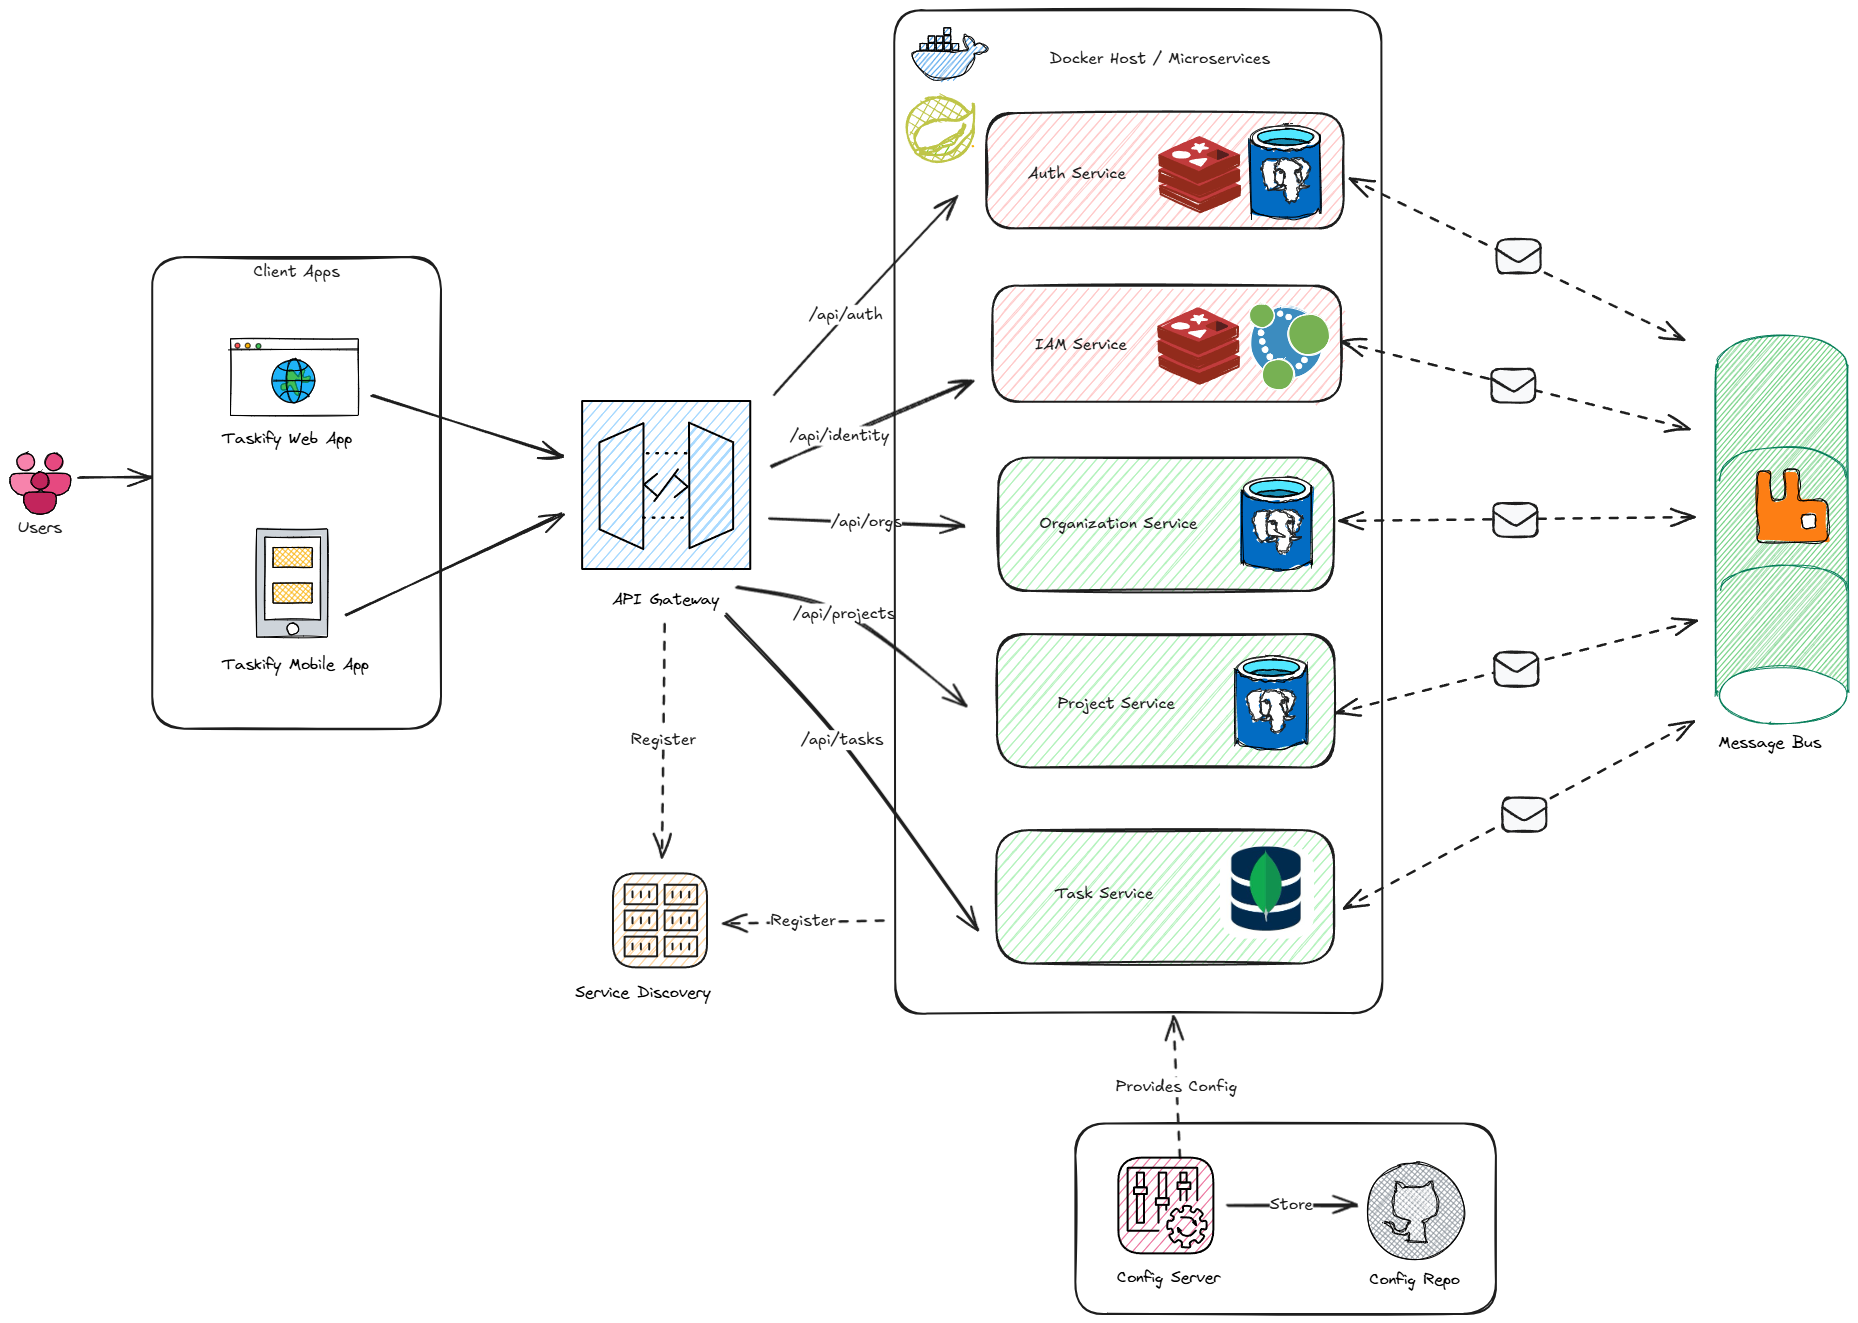 Users
Client Apps
Taskify Web App
Taskify Mobile App
API Gateway
/api/auth
/api/identity
/api/orgs
/api/projects
/api/tasks
Register
Register
Service Discovery
Docker Host / Microservices
Auth Service
IAM Service
Organization Service
Project Service
Task Service
Message Bus
Provides Config
Store
Config Server
Config Repo